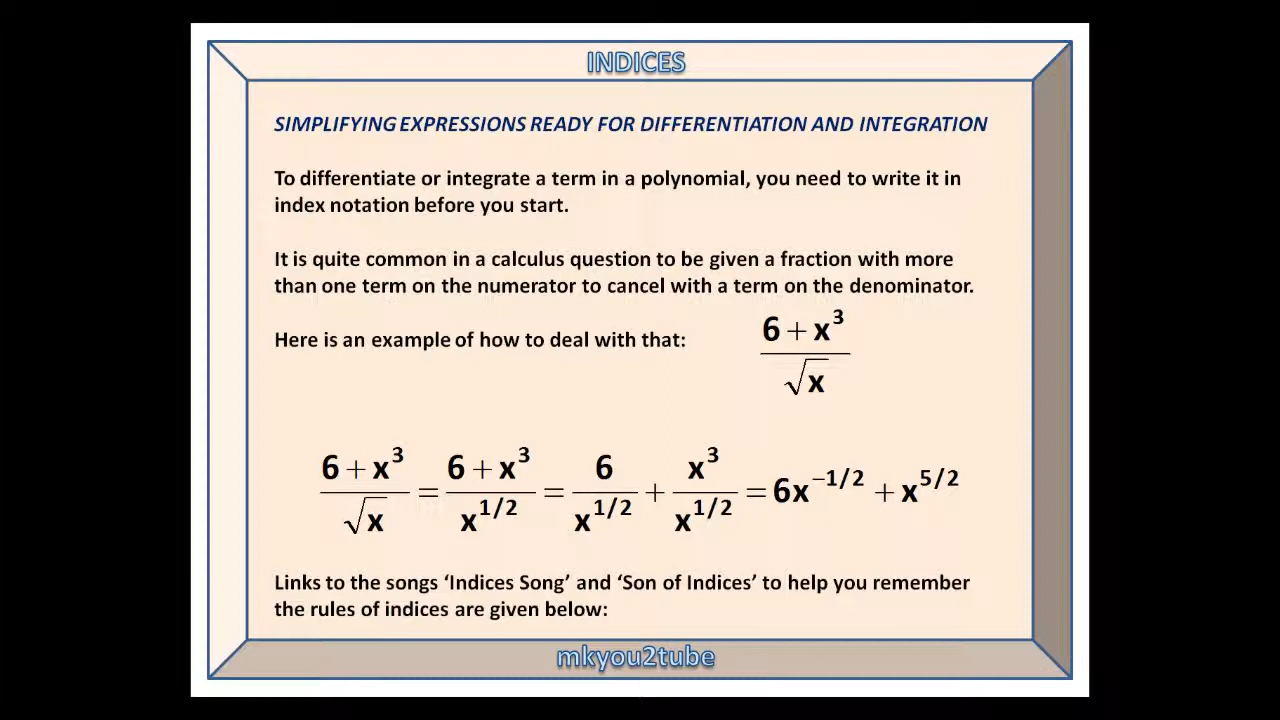 INDICES
SIMPLIFYING EXPRESSIONS READY FOR DIFFERENTIATION AND INTEGRATION
To differentiate or integrate a term in a polynomial, you need to write it in
index notation before you start.
It is quite common in a calculus question to be given a fraction with more
than one term on the numerator to cancel with a term on the denominator.
Here is an example of how to deal with that: (6 + x^3)/√x
(6 + x^3)/√x = (6 + x^3)/x^(1/2) = 6/x^(1/2) + x^3/x^(1/2) = 6x^(−1/2) + x^(5/2)
Links to the songs ‘Indices Song’ and ‘Son of Indices’ to help you remember
the rules of indices are given below:
mkyou2tube